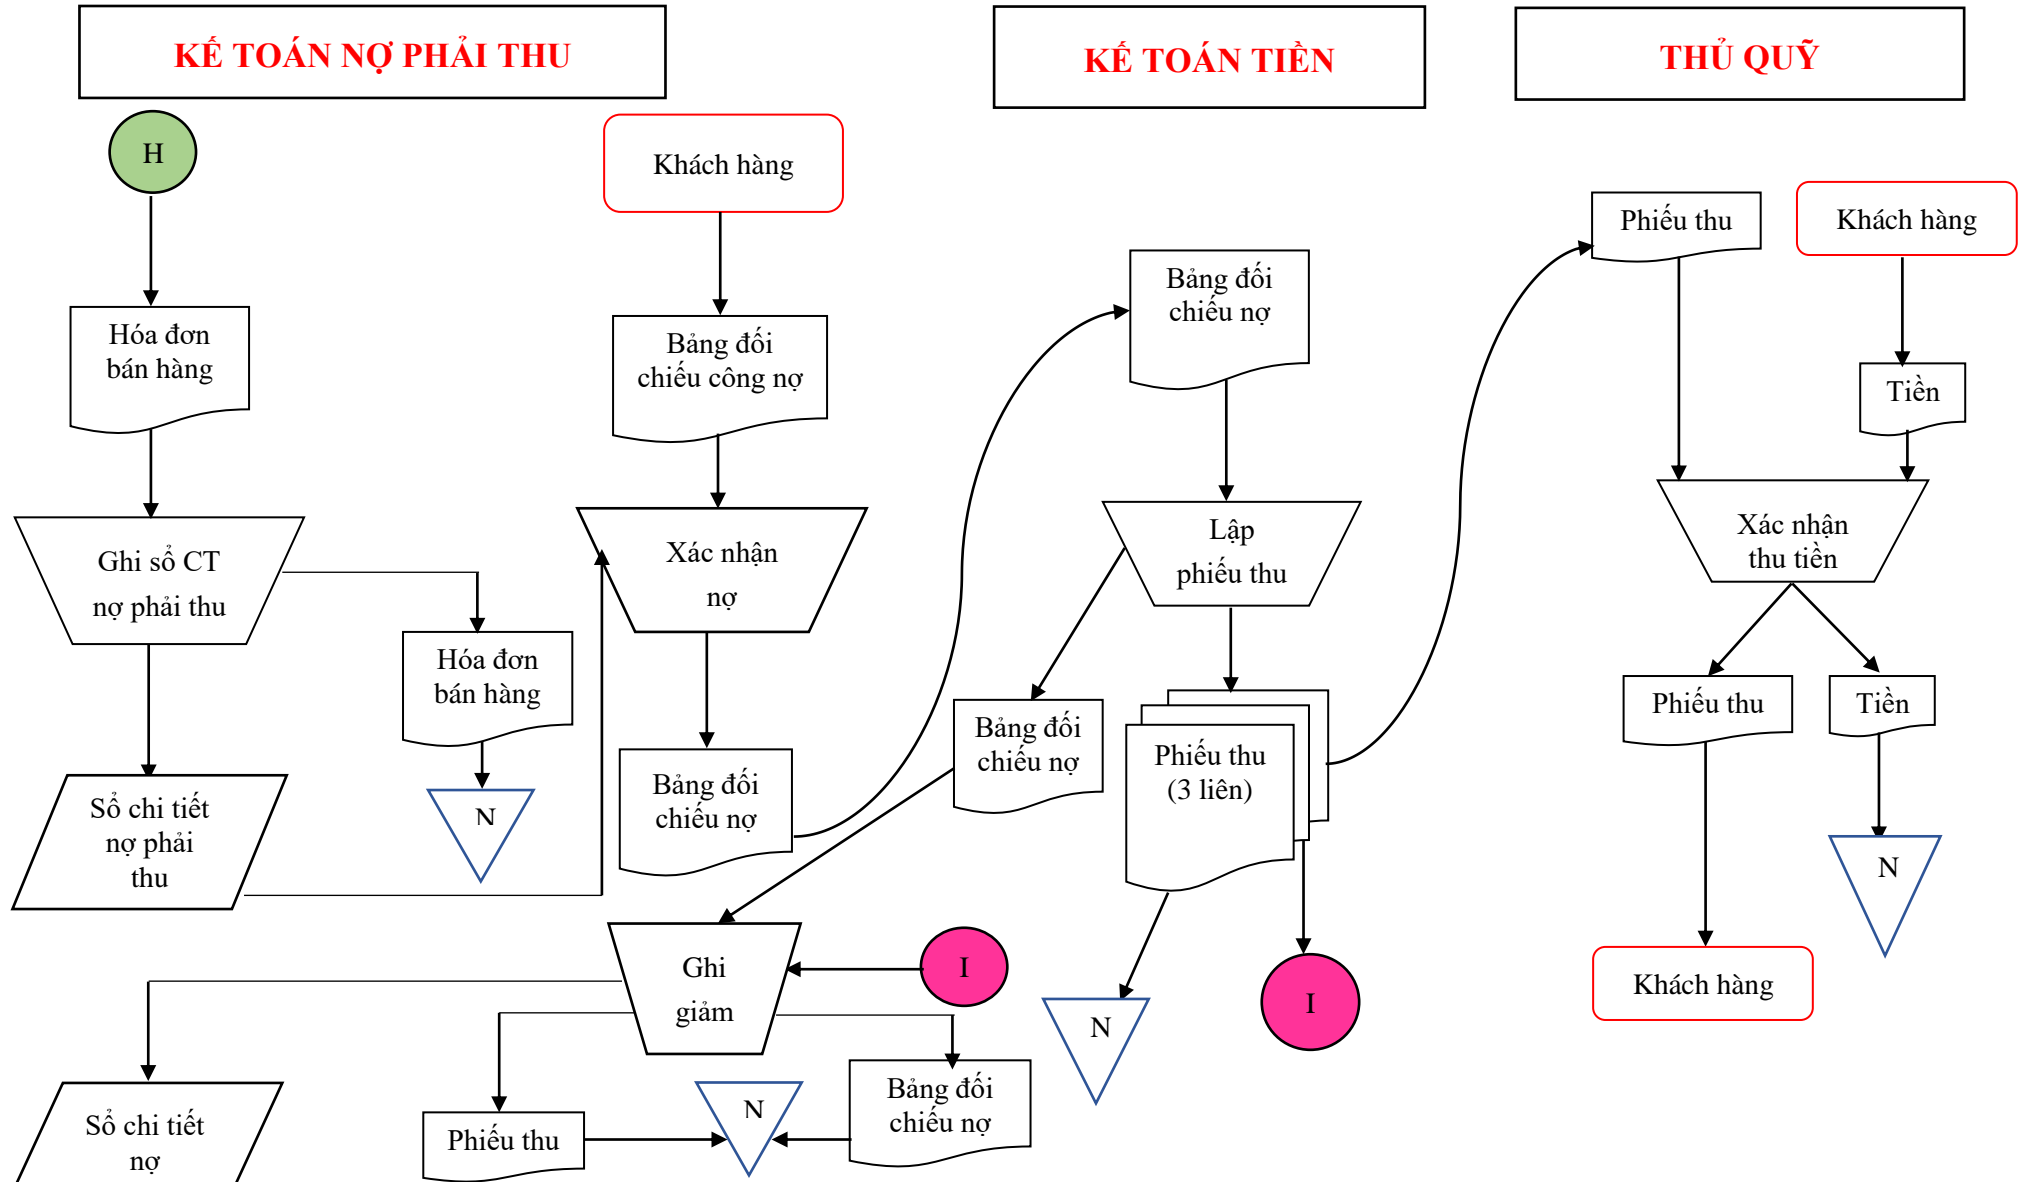 KẾ TOÁN NỢ PHẢI THU
KẾ TOÁN TIỀN
THỦ QUỸ
H
Khách hàng
Hóa đơn
bán hàng
Bảng đối
chiếu công nợ
Ghi sổ CT
nợ phải thu
Xác nhận
nợ
Hóa đơn
bán hàng
N
Sổ chi tiết
nợ phải
thu
Bảng đối
chiếu nợ
Ghi
giảm
I
Sổ chi tiết
nợ
Phiếu thu
N
Bảng đối
chiếu nợ
Bảng đối
chiếu nợ
Lập
phiếu thu
Bảng đối
chiếu nợ
Phiếu thu
(3 liên)
N
I
Phiếu thu
Khách hàng
Tiền
Xác nhận
thu tiền
Phiếu thu
Tiền
N
Khách hàng